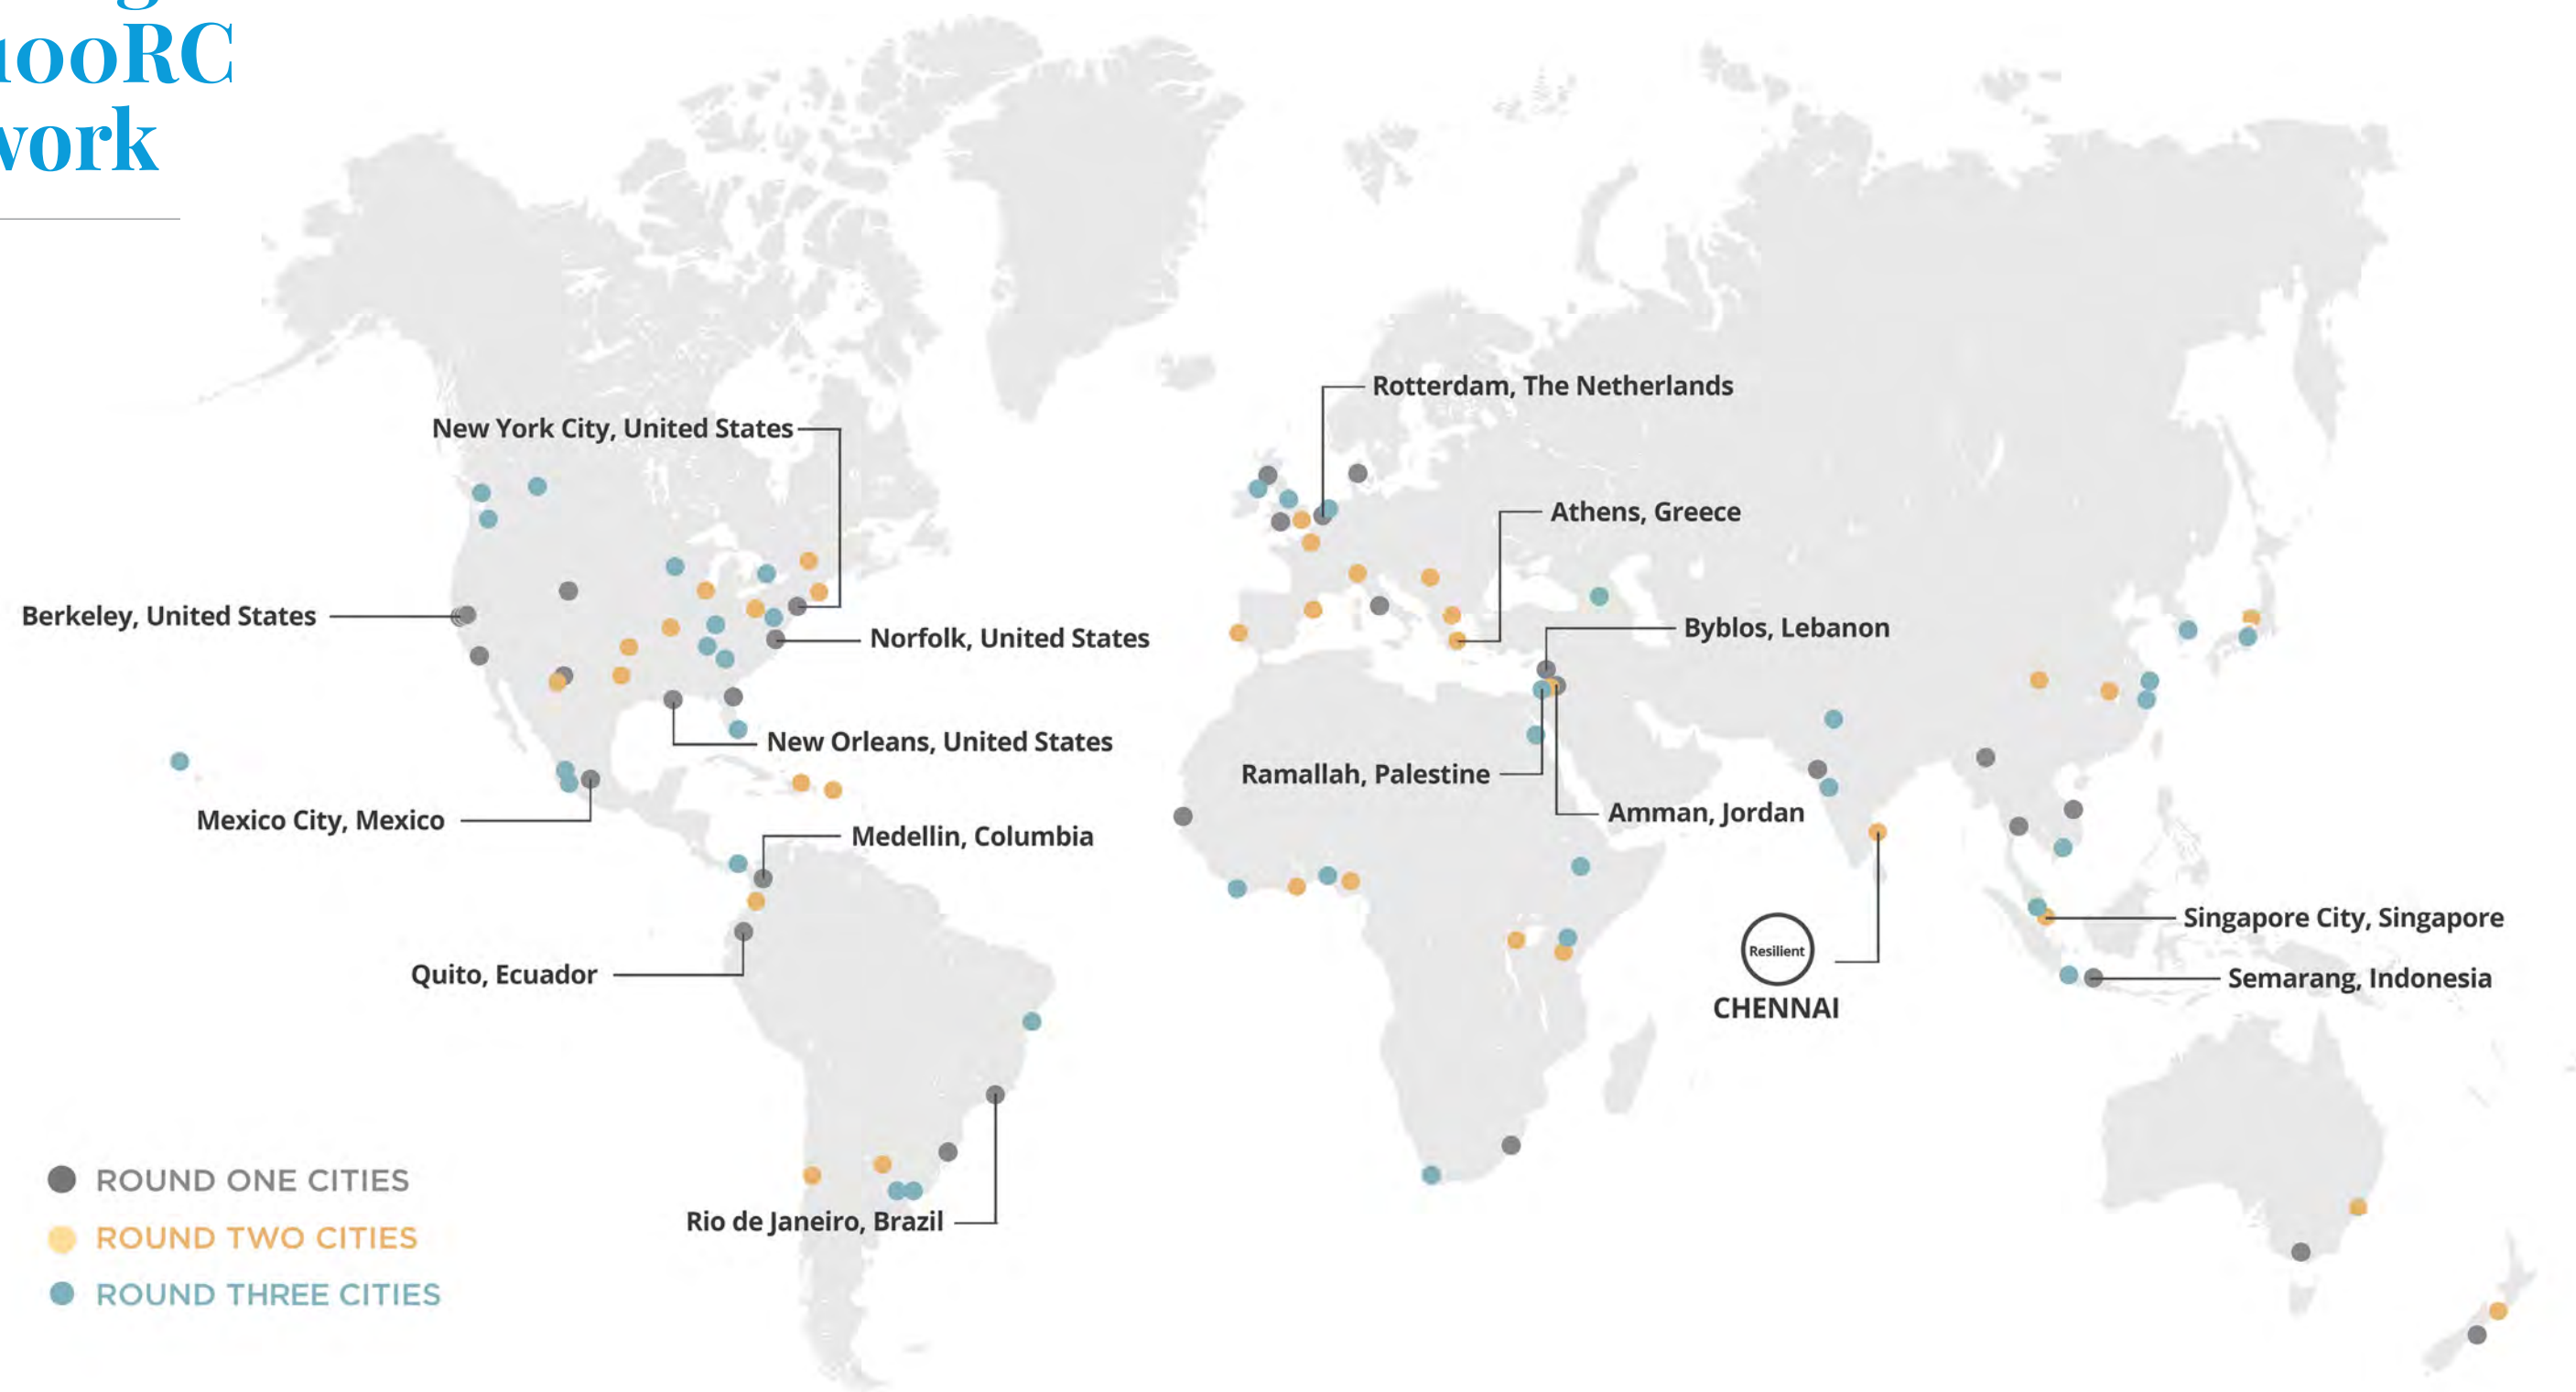 100RC
work
New York City, United States
Rotterdam, The Netherlands
Athens, Greece
Berkeley, United States
Norfolk, United States
Byblos, Lebanon
New Orleans, United States
Ramallah, Palestine
Amman, Jordan
Mexico City, Mexico
Medellin, Columbia
Quito, Ecuador
Resilient
CHENNAI
Singapore City, Singapore
Semarang, Indonesia
Rio de Janeiro, Brazil
ROUND ONE CITIES
ROUND TWO CITIES
ROUND THREE CITIES